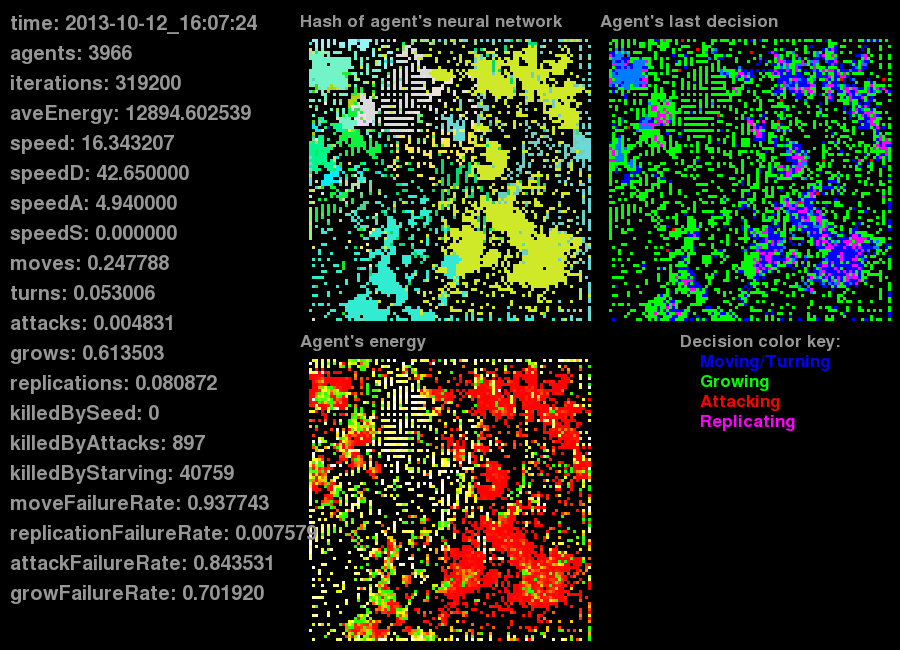 time: 2013-10-12_16:07:24
agents: 3966
iterations: 319200
aveEnergy: 12894.602539
speed: 16.343207
speedD: 42.650000
speedA: 4.940000
speedS: 0.000000
moves: 0.247788
turns: 0.053006
attacks: 0.004831
grows: 0.613503
replications: 0.080872
killedBySeed: 0
killedByAttacks: 897
killedByStarving: 40759
moveFailureRate: 0.937743
replicationFailureRate: 0.007579
attackFailureRate: 0.843531
growFailureRate: 0.701920
Hash of agent's neural network
Agent's last decision
Agent's energy
Decision color key:
Moving/Turning
Growing
Attacking
Replicating